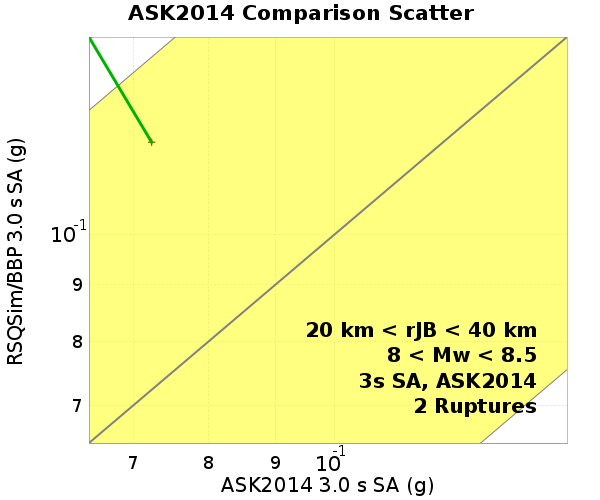 ASK2014 Comparison Scatter
RSQSim/BBP 3.0 s SA (g)
10-1
9
8
7
20 km < rJB < 40 km
8 < Mw < 8.5
3s SA, ASK2014
2 Ruptures
7 8 9 10-1
ASK2014 3.0 s SA (g)